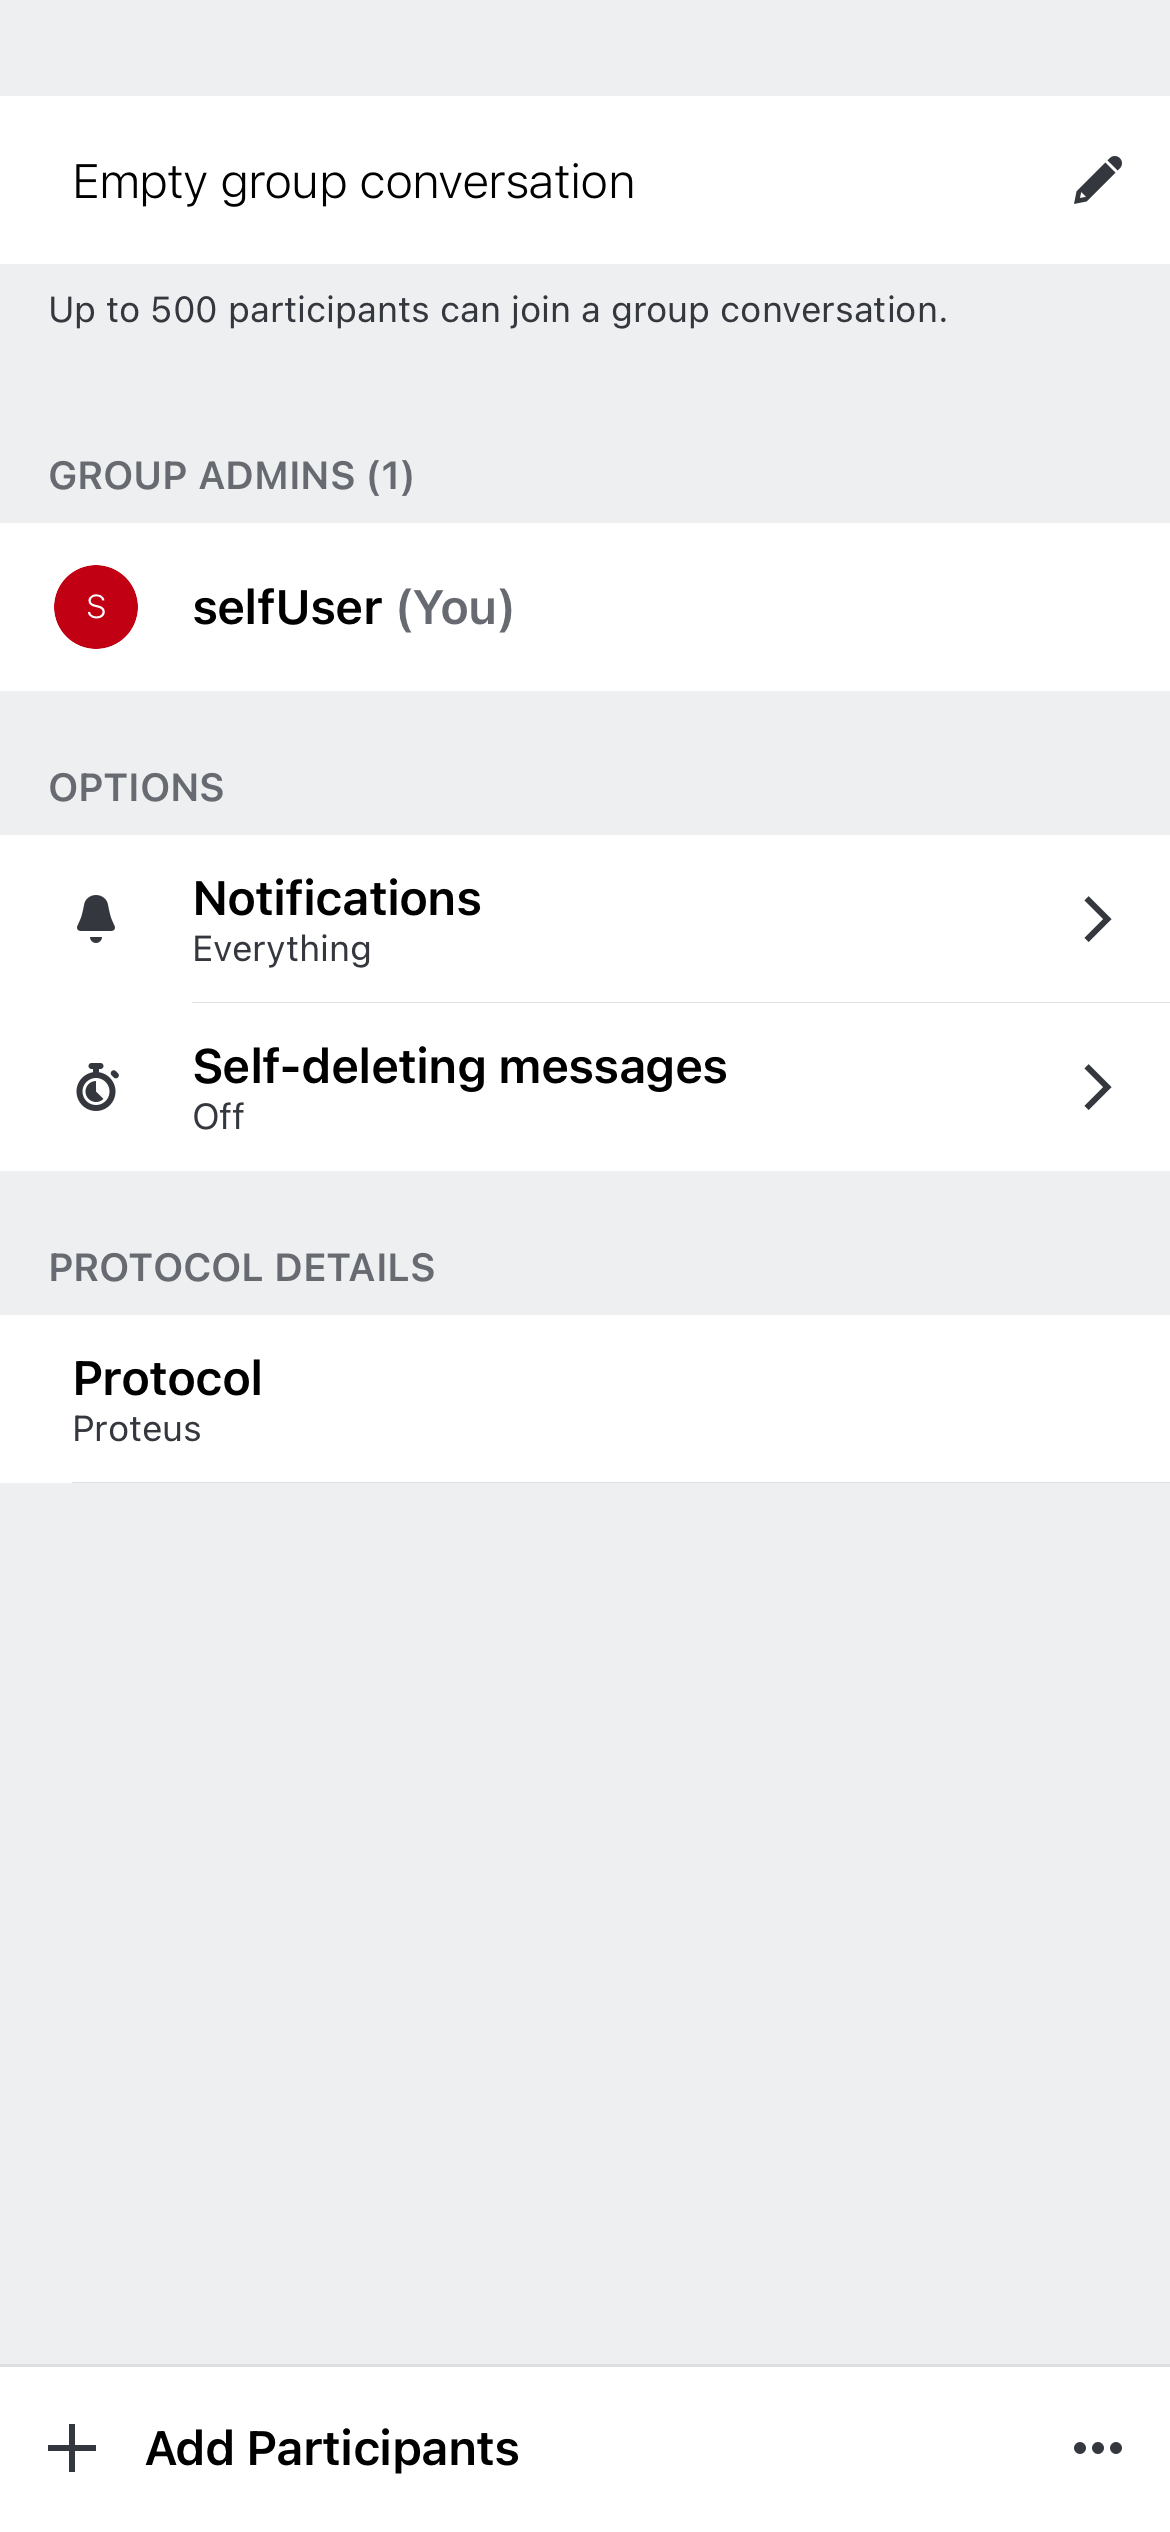 Empty group conversation
Up to 500 participants can join a group conversation.
GROUP ADMINS (1)
S
selfUser (You)
OPTIONS
Notifications
Everything
Self-deleting messages
Off
PROTOCOL DETAILS
Protocol
Proteus
Add Participants